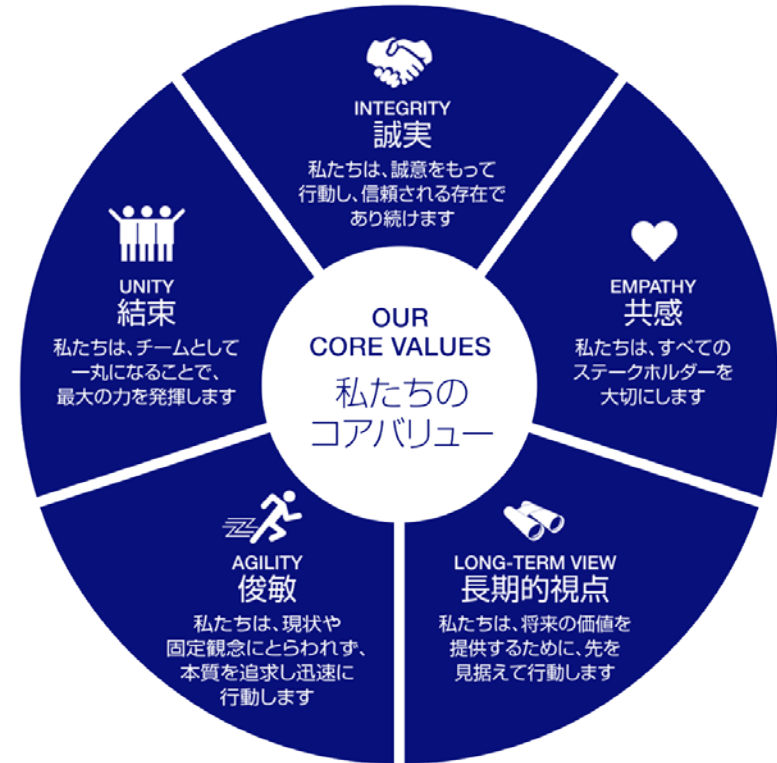 INTEGRITY
誠実
私たちは、誠意をもって
行動し、信頼される存在で
あり続けます
UNITY
結束
私たちは、チームとして
一丸になることで、
最大の力を発揮します
EMPATHY
共感
私たちは、すべての
ステークホルダーを
大切にします
OUR
CORE VALUES
私たちの
コアバリュー
AGILITY
俊敏
私たちは、現状や
固定観念にとらわれず、
本質を追求し迅速に
行動します
LONG-TERM VIEW
長期的視点
私たちは、将来の価値を
提供するために、先を
見据えて行動します